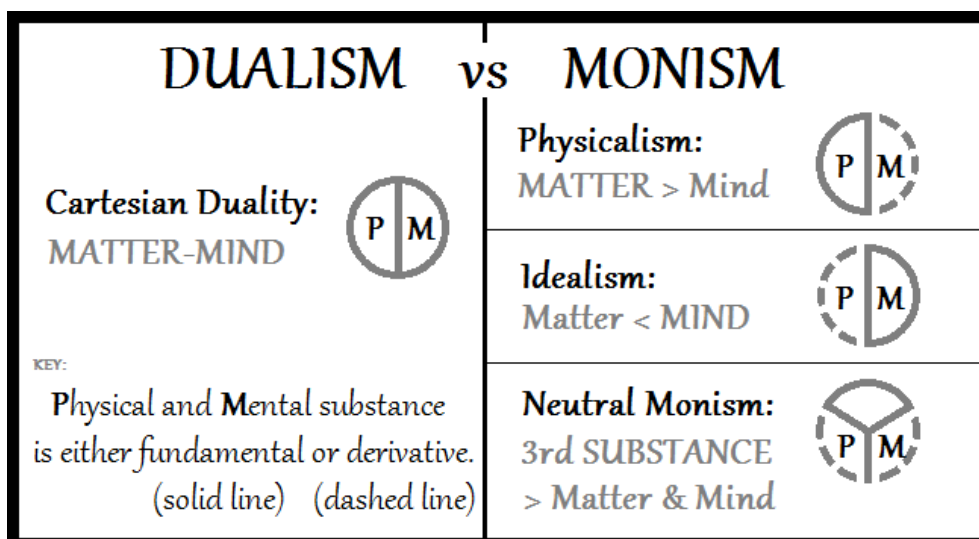 DUALISM vs MONISM
Cartesian Duality:
MATTER-MIND
P M
KEY:
Physical and Mental substance
is either fundamental or derivative.
(solid line) (dashed line)
Physicalism:
MATTER > Mind
P M
Idealism:
Matter < MIND
P M
Neutral Monism:
3rd SUBSTANCE
> Matter & Mind
P M